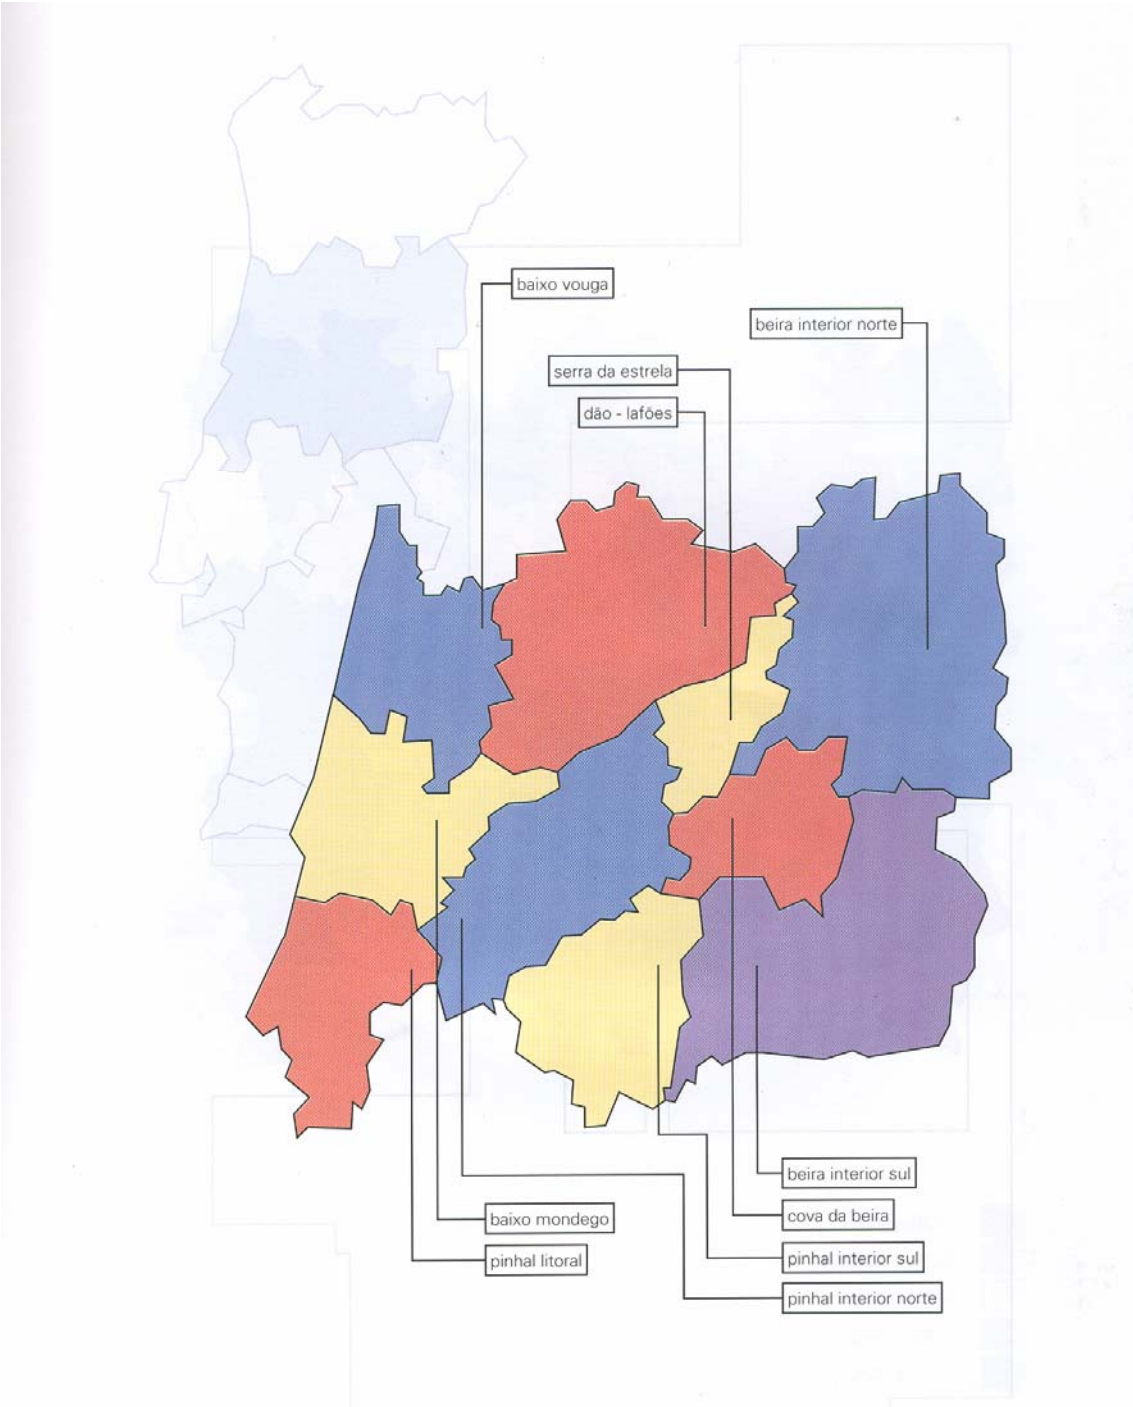 baixo vouga
beira interior norte
serra da estrela
dão - lafões
beira interior sul
baixo mondego
cova da beira
pinhal litoral
pinhal interior sul
pinhal interior norte